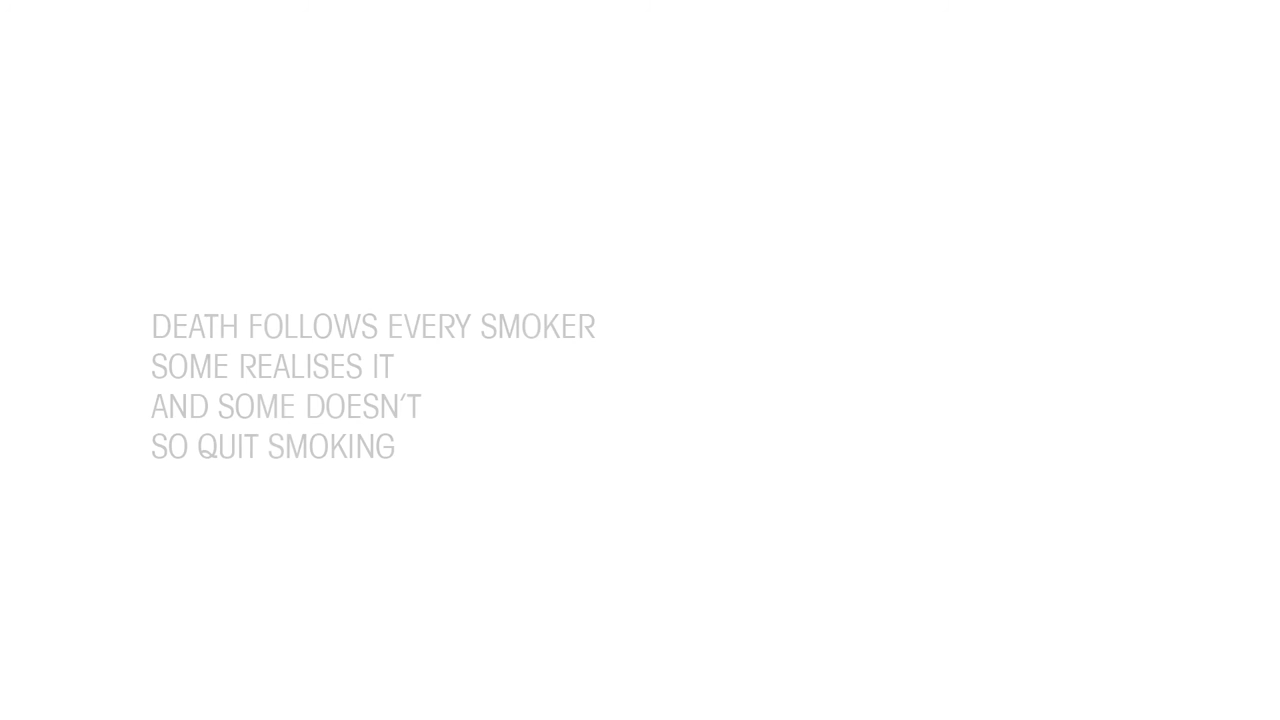 DEATH FOLLOWS EVERY SMOKER
SOME REALISES IT
AND SOME DOESN'T
SO QUIT SMOKING